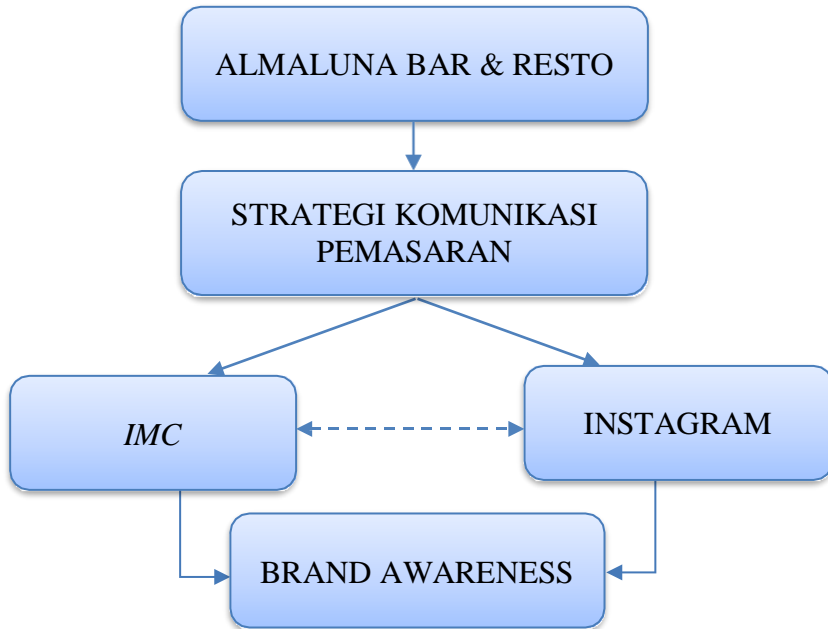 ALMALUNA BAR & RESTO
STRATEGI KOMUNIKASI
PEMASARAN
IMC
INSTAGRAM
BRAND AWARENESS